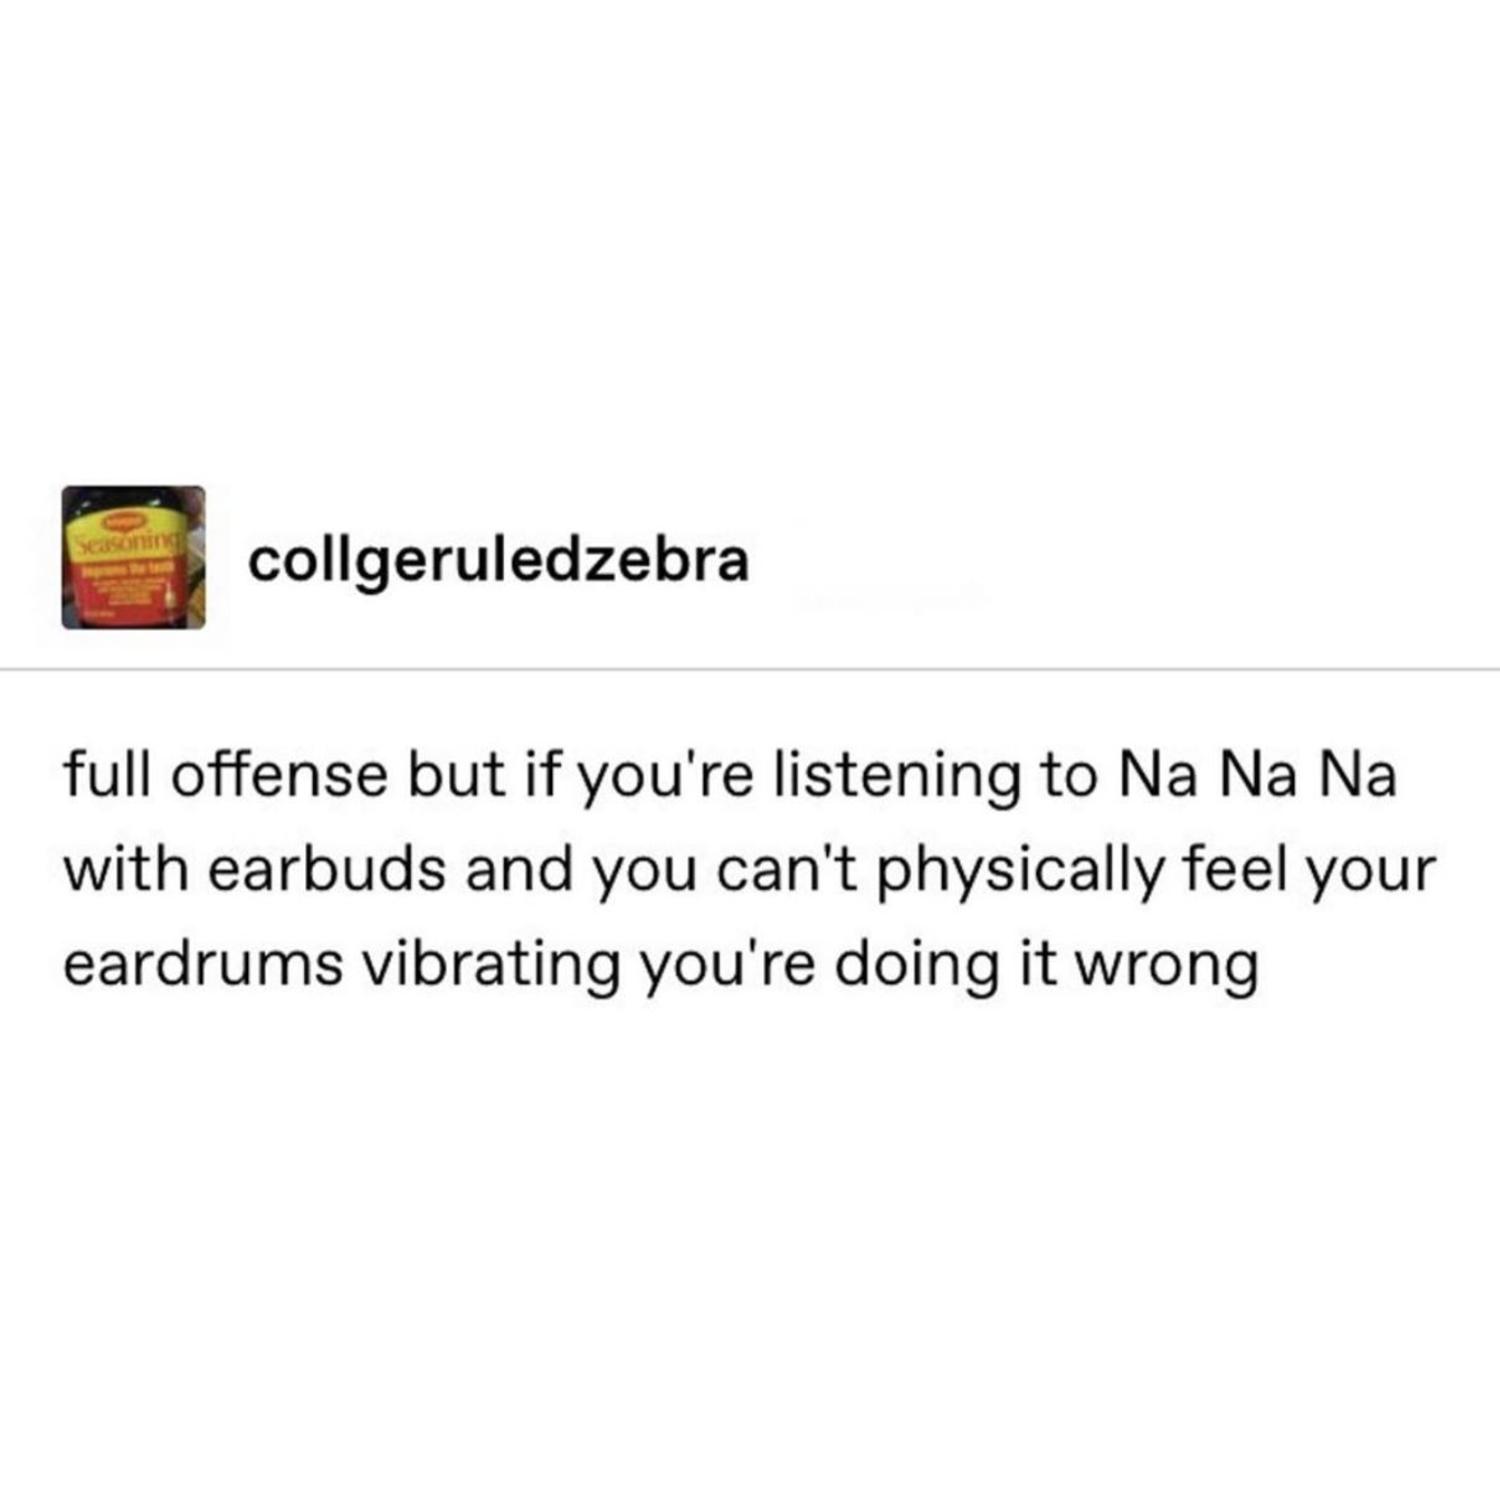 Seasoning
collgeruledzebra
full offense but if you're listening to Na Na Na
with earbuds and you can't physically feel your
eardrums vibrating you're doing it wrong